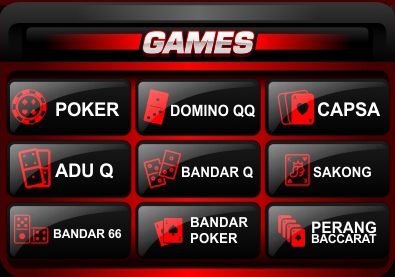 GAMES
POKER
DOMINO QQ
CAPSA
ADU Q
BANDAR Q
SAKONG
BANDAR 66
BANDAR
POKER
PERANG
BACCARAT